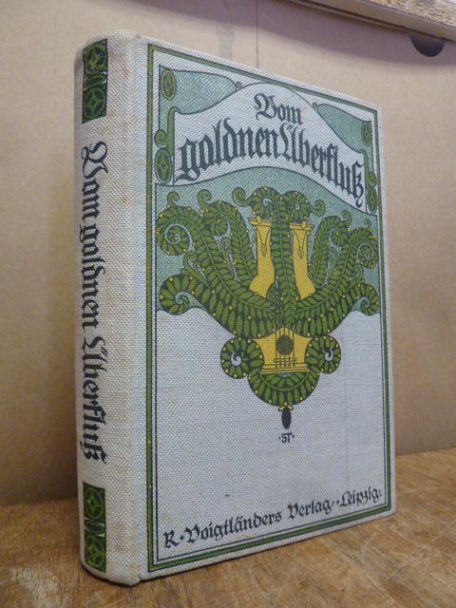 Vom goldnen Überfluß
Vom
goldnen Überfluß
·ST·
R. Voigtländers Verlag, Leipzig.